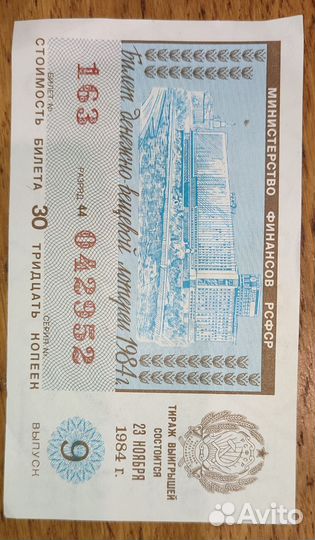 МИНИСТЕРСТВО ФИНАНСОВ РСФСР
Билет денежно-вещевой лотереи 1984 г.
БИЛЕТ № 163 РАЗРЯД 44 СЕРИЯ № 042952
СТОИМОСТЬ БИЛЕТА 30 ТРИДЦАТЬ КОПЕЕК
ТИРАЖ ВЫИГРЫШЕЙ
СОСТОИТСЯ
23 НОЯБРЯ
1984 г.
9
ВЫПУСК
Avito